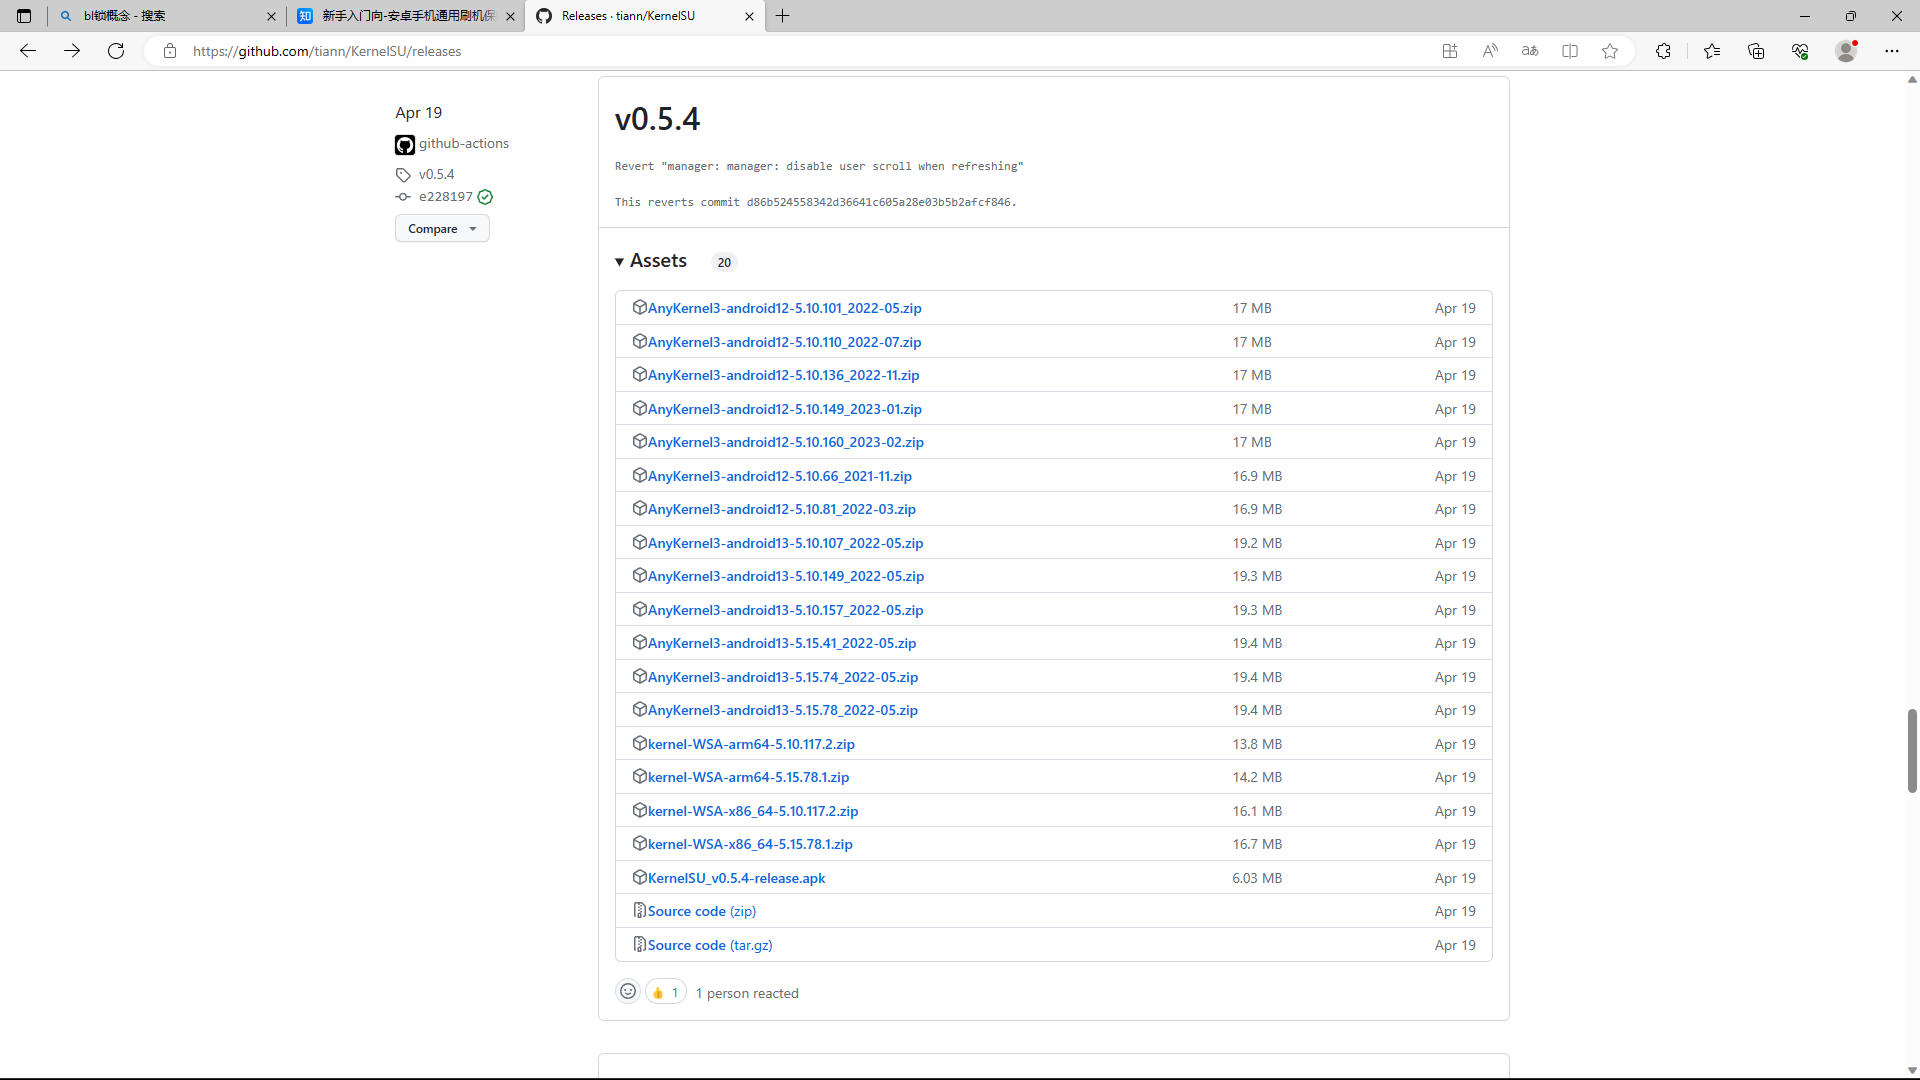 bl锁慨念 - 搜索
新手入门向-安卓手机通用刷机保
Releases · tiann/KernelSU
https://github.com/tiann/KernelSU/releases
Apr 19
github-actions
v0.5.4
e228197
Compare
v0.5.4
Revert "manager: manager: disable user scroll when refreshing"
This reverts commit d86b524558342d36641c605a28e03b5b2afcf846.
Assets 20
AnyKernel3-android12-5.10.101_2022-05.zip 17 MB Apr 19
AnyKernel3-android12-5.10.110_2022-07.zip 17 MB Apr 19
AnyKernel3-android12-5.10.136_2022-11.zip 17 MB Apr 19
AnyKernel3-android12-5.10.149_2023-01.zip 17 MB Apr 19
AnyKernel3-android12-5.10.160_2023-02.zip 17 MB Apr 19
AnyKernel3-android12-5.10.66_2021-11.zip 16.9 MB Apr 19
AnyKernel3-android12-5.10.81_2022-03.zip 16.9 MB Apr 19
AnyKernel3-android13-5.10.107_2022-05.zip 19.2 MB Apr 19
AnyKernel3-android13-5.10.149_2022-05.zip 19.3 MB Apr 19
AnyKernel3-android13-5.10.157_2022-05.zip 19.3 MB Apr 19
AnyKernel3-android13-5.15.41_2022-05.zip 19.4 MB Apr 19
AnyKernel3-android13-5.15.74_2022-05.zip 19.4 MB Apr 19
AnyKernel3-android13-5.15.78_2022-05.zip 19.4 MB Apr 19
kernel-WSA-arm64-5.10.117.2.zip 13.8 MB Apr 19
kernel-WSA-arm64-5.15.78.1.zip 14.2 MB Apr 19
kernel-WSA-x86_64-5.10.117.2.zip 16.1 MB Apr 19
kernel-WSA-x86_64-5.15.78.1.zip 16.7 MB Apr 19
KernelSU_v0.5.4-release.apk 6.03 MB Apr 19
Source code (zip) Apr 19
Source code (tar.gz) Apr 19
👍 1 1 person reacted